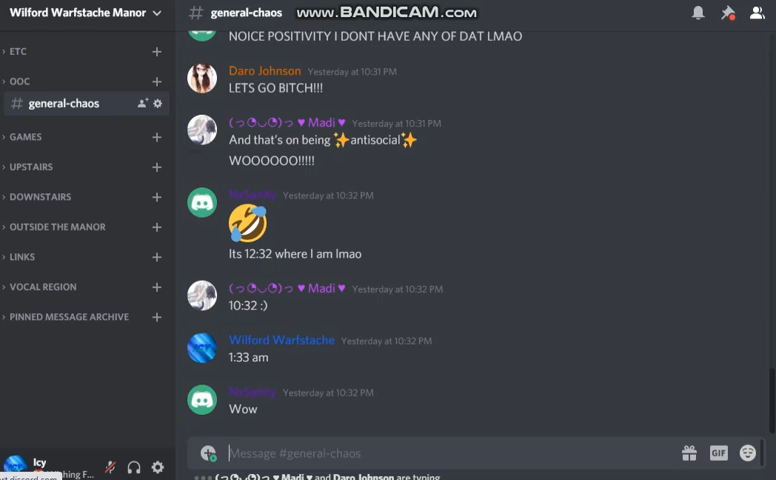 Wilford Warfstache Manor
# general-chaos
WWW.BANDICAM.COM
ETC
OOC
# general-chaos
GAMES
UPSTAIRS
DOWNSTAIRS
OUTSIDE THE MANOR
LINKS
VOCAL REGION
PINNED MESSAGE ARCHIVE
Icy
NOICE POSITIVITY I DONT HAVE ANY OF DAT LMAO
Daro Johnson Yesterday at 10:31 PM
LETS GO BITCH!!!
(っ◔◡◔)っ ♥ Madi ♥ Yesterday at 10:31 PM
And that's on being ✨antisocial✨
WOOOOOO!!!!!
Yesterday at 10:32 PM
🤣
Its 12:32 where I am lmao
(っ◔◡◔)っ ♥ Madi ♥ Yesterday at 10:32 PM
10:32 :)
Wilford Warfstache Yesterday at 10:32 PM
1:33 am
Yesterday at 10:32 PM
Wow
Message #general-chaos
GIF
(っ◔◡◔)っ ♥ Madi ♥ and Daro Johnson are typing